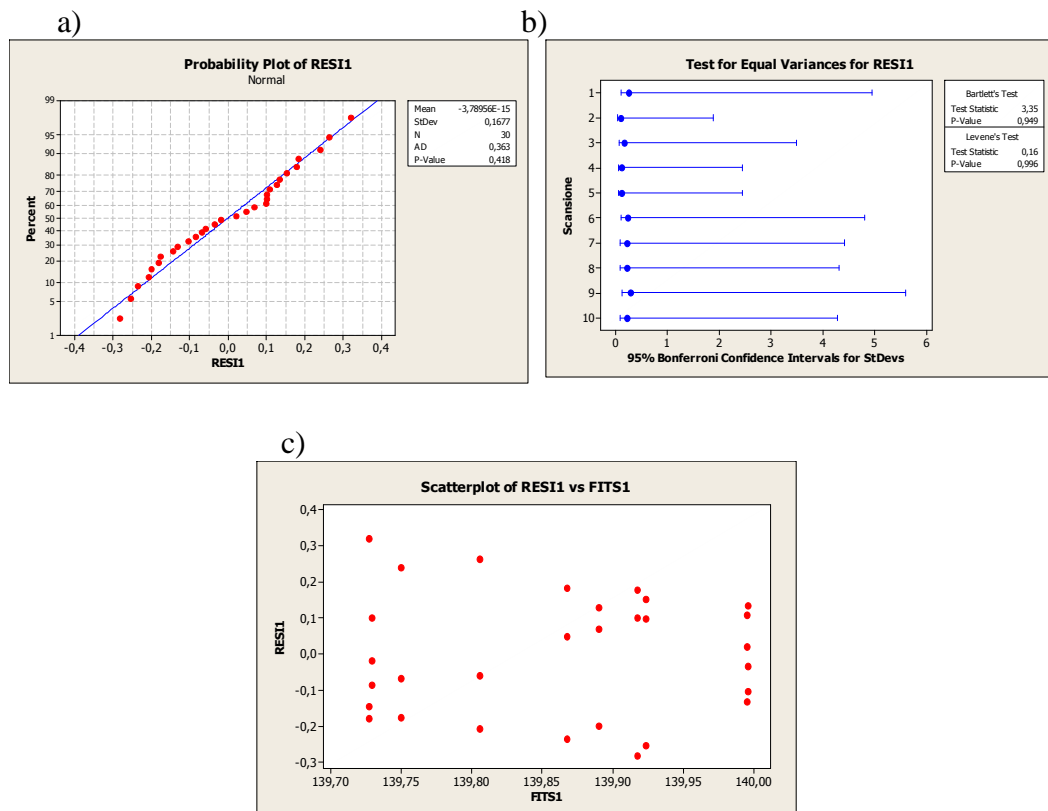 a)
Probability Plot of RESI1
Normal
99
95
90
80
70
60
50
40
30
20
10
5
1
Percent
-0,4 -0,3 -0,2 -0,1 0,0 0,1 0,2 0,3 0,4
RESI1
Mean -3,78956E-15
StDev 0,1677
N 30
AD 0,363
P-Value 0,418
b)
Test for Equal Variances for RESI1
Scansione
1
2
3
4
5
6
7
8
9
10
0 1 2 3 4 5 6
95% Bonferroni Confidence Intervals for StDevs
Bartlett's Test
Test Statistic 3,35
P-Value 0,949
Levene's Test
Test Statistic 0,16
P-Value 0,996
c)
Scatterplot of RESI1 vs FITS1
0,4
0,3
0,2
0,1
0,0
-0,1
-0,2
-0,3
RESI1
139,70 139,75 139,80 139,85 139,90 139,95 140,00
FITS1